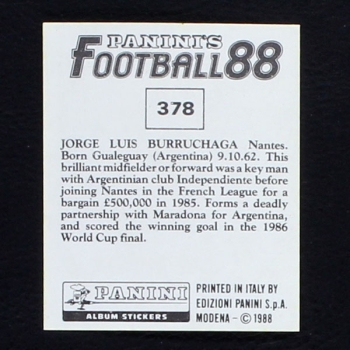 PANINI'S
FOOTBALL 88
378
JORGE LUIS BURRUCHAGA Nantes.
Born Gualeguay (Argentina) 9.10.62. This
brilliant midfielder or forward was a key man
with Argentinian club Independiente before
joining Nantes in the French League for a
bargain £500,000 in 1985. Forms a deadly
partnership with Maradona for Argentina,
and scored the winning goal in the 1986
World Cup final.
PANINI
ALBUM STICKERS
PRINTED IN ITALY BY
EDIZIONI PANINI S.p.A.
MODENA - © 1988